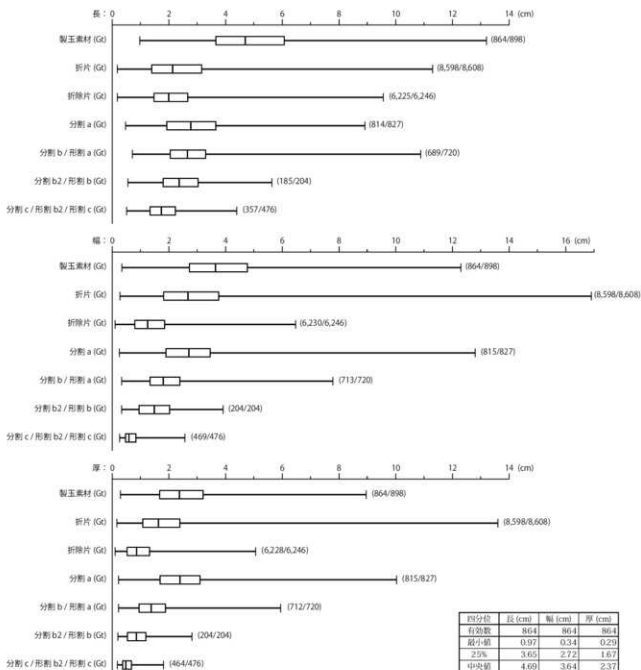 長： 0 2 4 6 8 10 12 14 (cm)
製玉素材 (Gt) (864/898)
折片 (Gt) (8,598/8,608)
折除片 (Gt) (6,225/6,246)
分割 a (Gt) (814/827)
分割 b / 形割 a (Gt) (689/720)
分割 b2 / 形割 b (Gt) (185/204)
分割 c / 形割 b2 / 形割 c (Gt) (357/476)
幅： 0 2 4 6 8 10 12 14 16 (cm)
製玉素材 (Gt) (864/898)
折片 (Gt) (8,598/8,608)
折除片 (Gt) (6,230/6,246)
分割 a (Gt) (815/827)
分割 b / 形割 a (Gt) (713/720)
分割 b2 / 形割 b (Gt) (204/204)
分割 c / 形割 b2 / 形割 c (Gt) (469/476)
厚： 0 2 4 6 8 10 12 14 (cm)
製玉素材 (Gt) (864/898)
折片 (Gt) (8,598/8,608)
折除片 (Gt) (6,228/6,246)
分割 a (Gt) (815/827)
分割 b / 形割 a (Gt) (712/720)
分割 b2 / 形割 b (Gt) (204/204)
分割 c / 形割 b2 / 形割 c (Gt) (464/476)
四分位 長 (cm) 幅 (cm) 厚 (cm)
有効数 864 864 864
最小値 0.97 0.34 0.29
25% 3.65 2.72 1.67
中央値 4.69 3.64 2.37